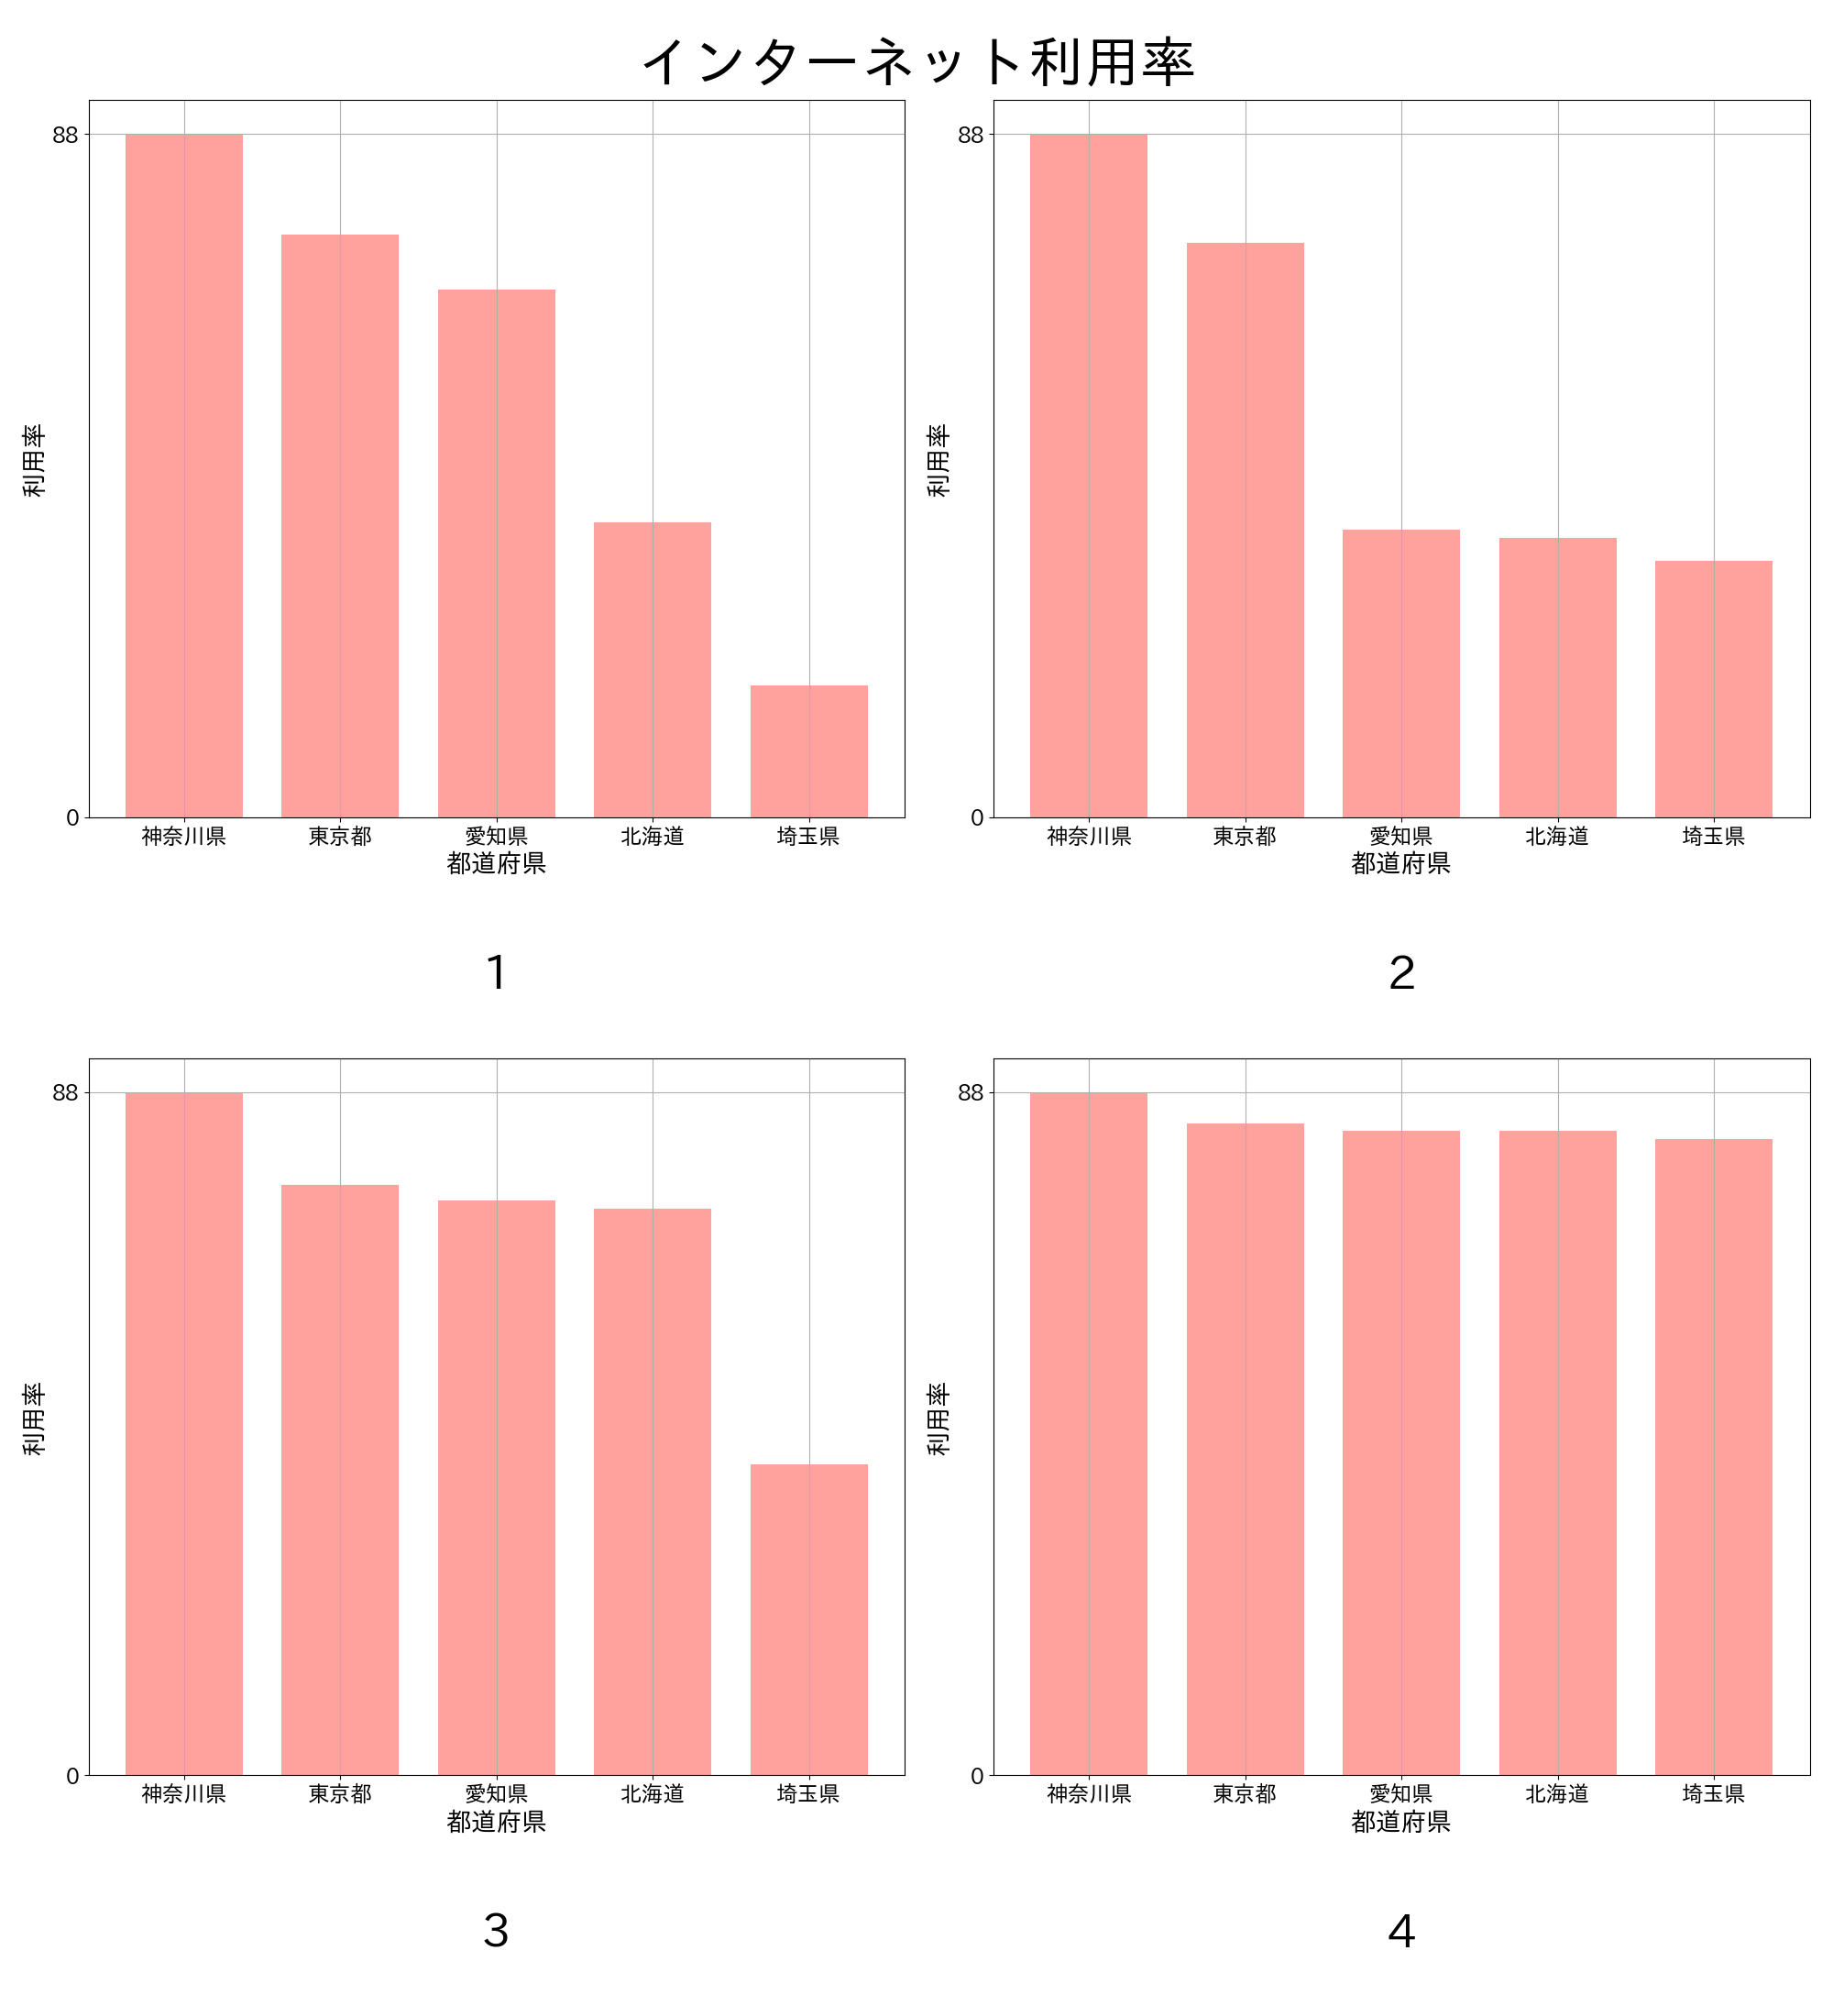 インターネット利用率
88
0
利用率
神奈川県 東京都 愛知県 北海道 埼玉県
都道府県
1
88
0
利用率
神奈川県 東京都 愛知県 北海道 埼玉県
都道府県
2
88
0
利用率
神奈川県 東京都 愛知県 北海道 埼玉県
都道府県
3
88
0
利用率
神奈川県 東京都 愛知県 北海道 埼玉県
都道府県
4